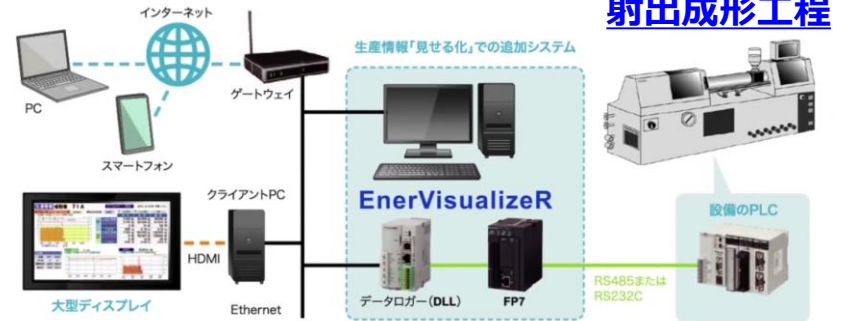 射出成形工程
インターネット
生産情報「見せる化」での追加システム
PC
ゲートウェイ
スマートフォン
クライアントPC
EnerVisualizeR
設備のPLC
HDMI
RS485または
RS232C
大型ディスプレイ
Ethernet
データロガー(DLL)
FP7